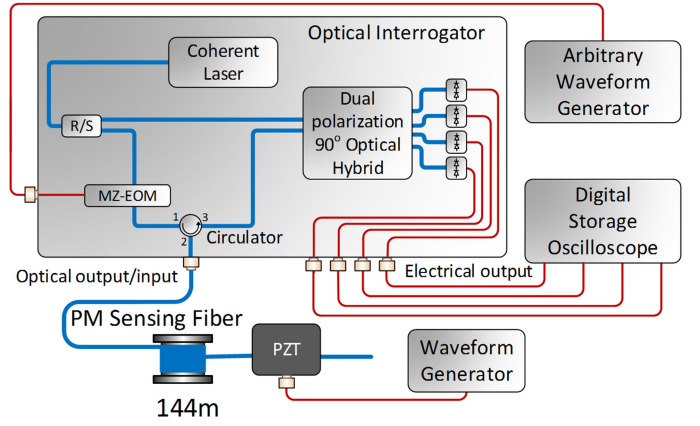 Optical Interrogator
Coherent
Laser
Arbitrary
Waveform
Generator
R/S
Dual
polarization
90° Optical
Hybrid
MZ-EOM
1
3
2
Circulator
Digital
Storage
Oscilloscope
Optical output/input
Electrical output
PM Sensing Fiber
PZT
Waveform
Generator
144m